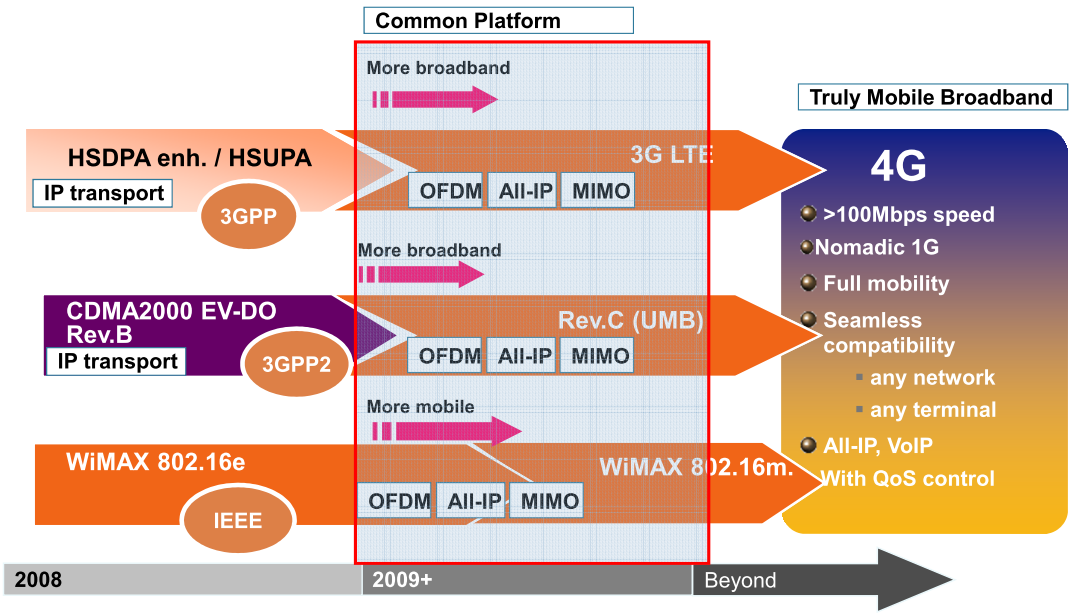 Common Platform
More broadband
Truly Mobile Broadband
HSDPA enh. / HSUPA
3G LTE
4G
IP transport
3GPP
OFDM
All-IP
MIMO
>100Mbps speed
Nomadic 1G
Full mobility
Seamless
compatibility
any network
any terminal
All-IP, VoIP
With QoS control
More broadband
CDMA2000 EV-DO
Rev.B
Rev.C (UMB)
IP transport
3GPP2
OFDM
All-IP
MIMO
More mobile
WiMAX 802.16e
WiMAX 802.16m.
OFDM
All-IP
MIMO
IEEE
2008
2009+
Beyond